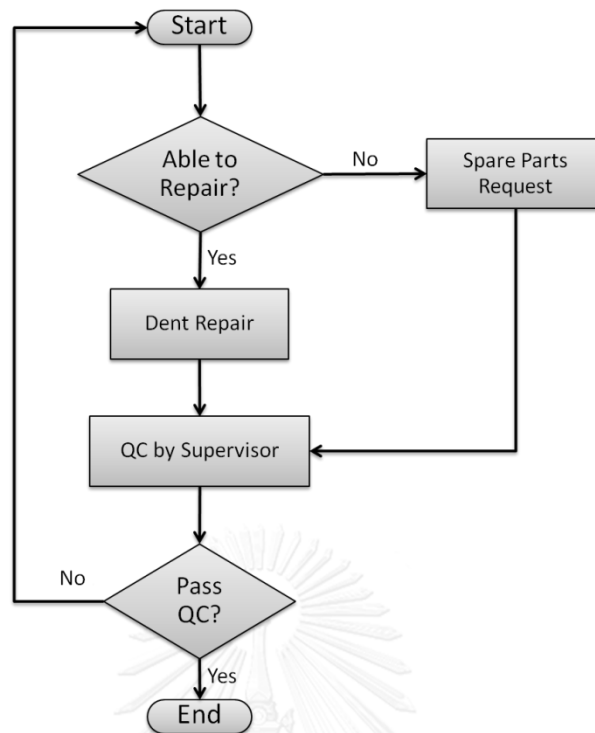 Start
Able to
Repair?
No
Spare Parts
Request
Yes
Dent Repair
QC by Supervisor
No
Pass
QC?
Yes
End